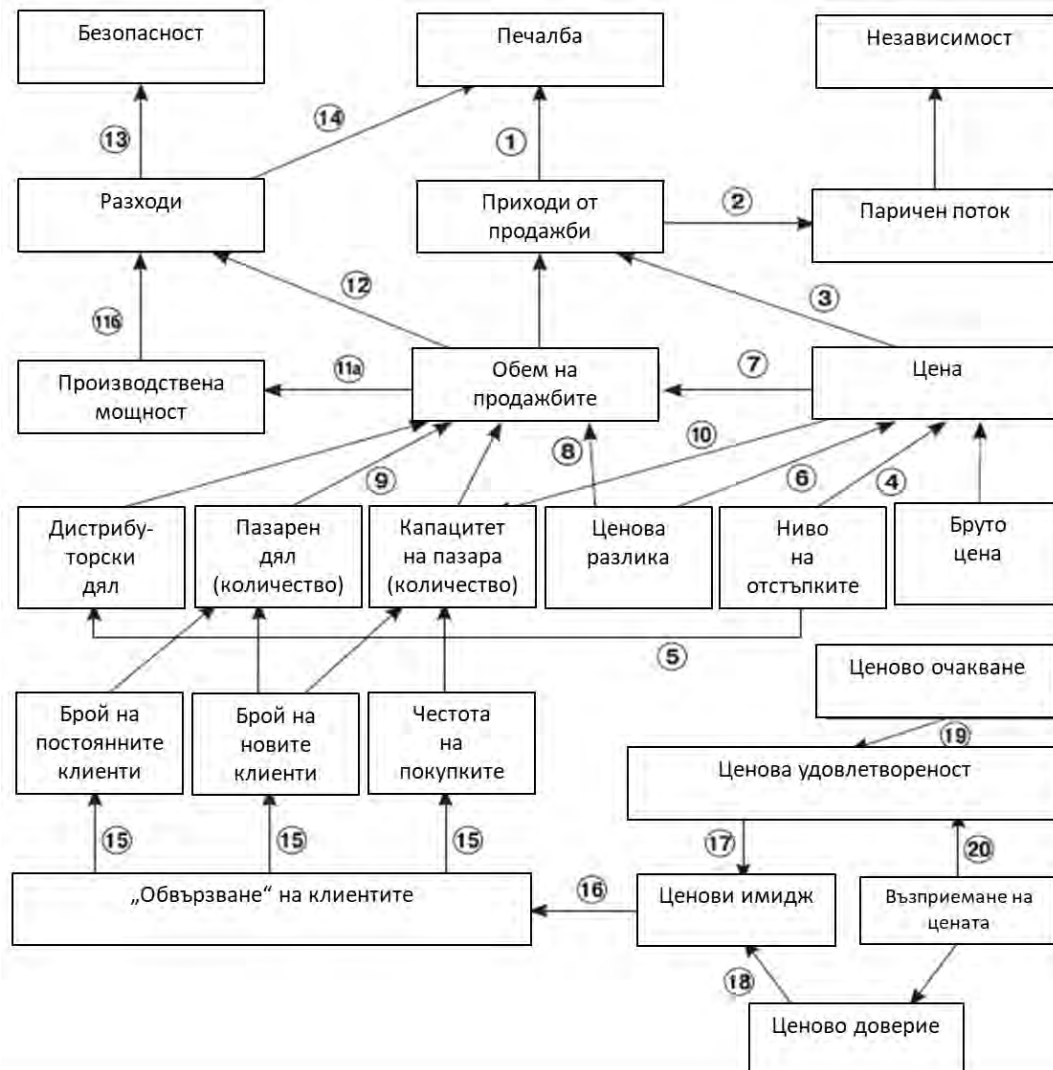 Безопасност
Печалба
Независимост
13
14
1
Разходи
Приходи от
продажби
2
Паричен поток
12
3
11б
Производствена
мощност
11а
Обем на
продажбите
7
Цена
10
8
9
6
4
Дистрибу-
торски
дял
Пазарен
дял
(количество)
Капацитет
на пазара
(количество)
Ценова
разлика
Ниво
на
отстъпките
Бруто
цена
5
Ценово очакване
Брой на
постоянните
клиенти
Брой на
новите
клиенти
Честота
на
покупките
19
Ценова удовлетвореност
15
15
15
17
20
„Обвързване“ на клиентите
16
Ценови имидж
Възприемане на
цената
18
Ценово доверие